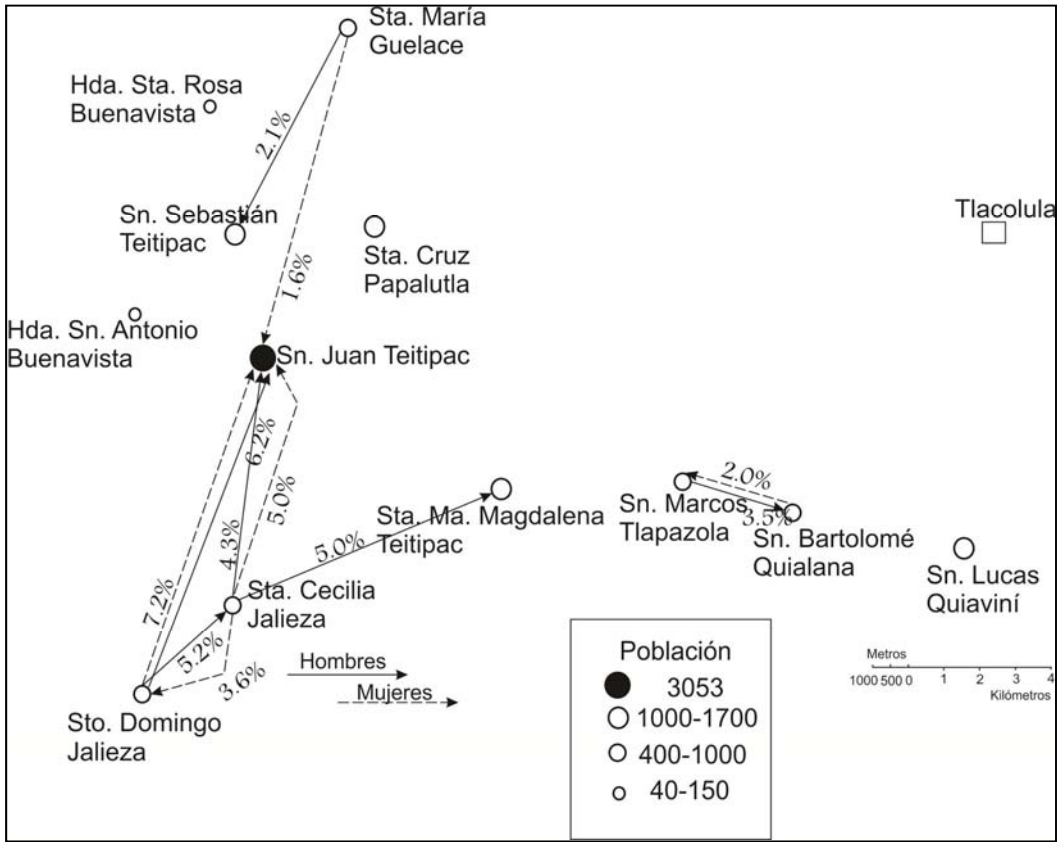 Sta. María
Guelace
Hda. Sta. Rosa
Buenavista
2.1%
Sn. Sebastián
Teitipac
Sta. Cruz
Papalutla
Tlacolula
1.6%
Hda. Sn. Antonio
Buenavista
Sn. Juan Teitipac
6.2%
5.0%
2.0%
3.5%
Sn. Marcos
Tlapazola
Sta. Ma. Magdalena
Teitipac
Sn. Bartolomé
Quialana
Sn. Lucas
Quiaviní
4.3%
5.0%
7.2%
Sta. Cecilia
Jalieza
5.2%
3.6%
Hombres
Mujeres
Sto. Domingo
Jalieza
Población
3053
1000-1700
400-1000
40-150
Metros
1000 500 0 1 2 3 4
Kilómetros